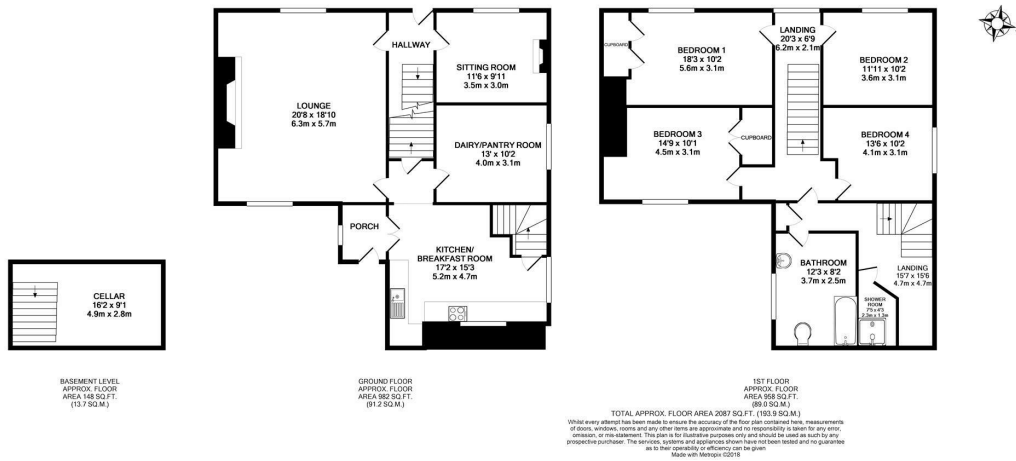 CELLAR
16'2 x 9'1
4.9m x 2.8m
BASEMENT LEVEL
APPROX. FLOOR
AREA 148 SQ.FT.
(13.7 SQ.M.)
HALLWAY
SITTING ROOM
11'6 x 9'11
3.5m x 3.0m
LOUNGE
20'8 x 18'10
6.3m x 5.7m
DAIRY/PANTRY ROOM
13' x 10'2
4.0m x 3.1m
PORCH
KITCHEN/
BREAKFAST ROOM
17'2 x 15'3
5.2m x 4.7m
GROUND FLOOR
APPROX. FLOOR
AREA 982 SQ.FT.
(91.2 SQ.M.)
CUPBOARD
BEDROOM 1
18'3 x 10'2
5.6m x 3.1m
LANDING
20'3 x 6'9
6.2m x 2.1m
BEDROOM 2
11'11 x 10'2
3.6m x 3.1m
BEDROOM 3
14'9 x 10'1
4.5m x 3.1m
CUPBOARD
BEDROOM 4
13'6 x 10'2
4.1m x 3.1m
BATHROOM
12'3 x 8'2
3.7m x 2.5m
LANDING
15'7 x 15'6
4.7m x 4.7m
SHOWER
ROOM
7'5 x 4'3
2.3m x 1.3m
1ST FLOOR
APPROX. FLOOR
AREA 958 SQ.FT.
(89.0 SQ.M.)
TOTAL APPROX. FLOOR AREA 2087 SQ.FT. (193.9 SQ.M.)
Whilst every attempt has been made to ensure the accuracy of the floor plan contained here, measurements
of doors, windows, rooms and any other items are approximate and no responsibility is taken for any error,
omission, or mis-statement. This plan is for illustrative purposes only and should be used as such by any
prospective purchaser. The services, systems and appliances shown have not been tested and no guarantee
as to their operability or efficiency can be given
Made with Metropix ©2018